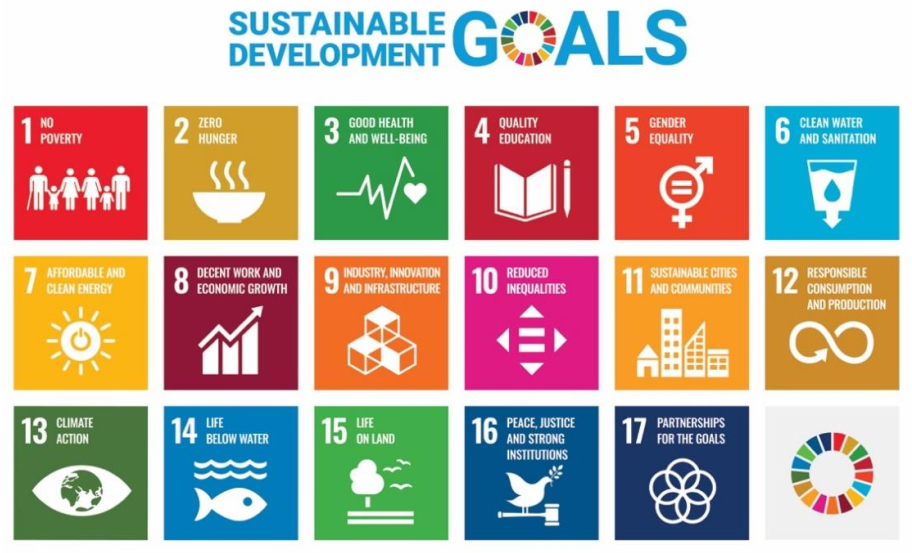 SUSTAINABLE
DEVELOPMENT GOALS
1 NO
POVERTY
2 ZERO
HUNGER
3 GOOD HEALTH
AND WELL-BEING
4 QUALITY
EDUCATION
5 GENDER
EQUALITY
6 CLEAN WATER
AND SANITATION
7 AFFORDABLE AND
CLEAN ENERGY
8 DECENT WORK AND
ECONOMIC GROWTH
9 INDUSTRY, INNOVATION
AND INFRASTRUCTURE
10 REDUCED
INEQUALITIES
11 SUSTAINABLE CITIES
AND COMMUNITIES
12 RESPONSIBLE
CONSUMPTION
AND PRODUCTION
13 CLIMATE
ACTION
14 LIFE
BELOW WATER
15 LIFE
ON LAND
16 PEACE, JUSTICE
AND STRONG
INSTITUTIONS
17 PARTNERSHIPS
FOR THE GOALS